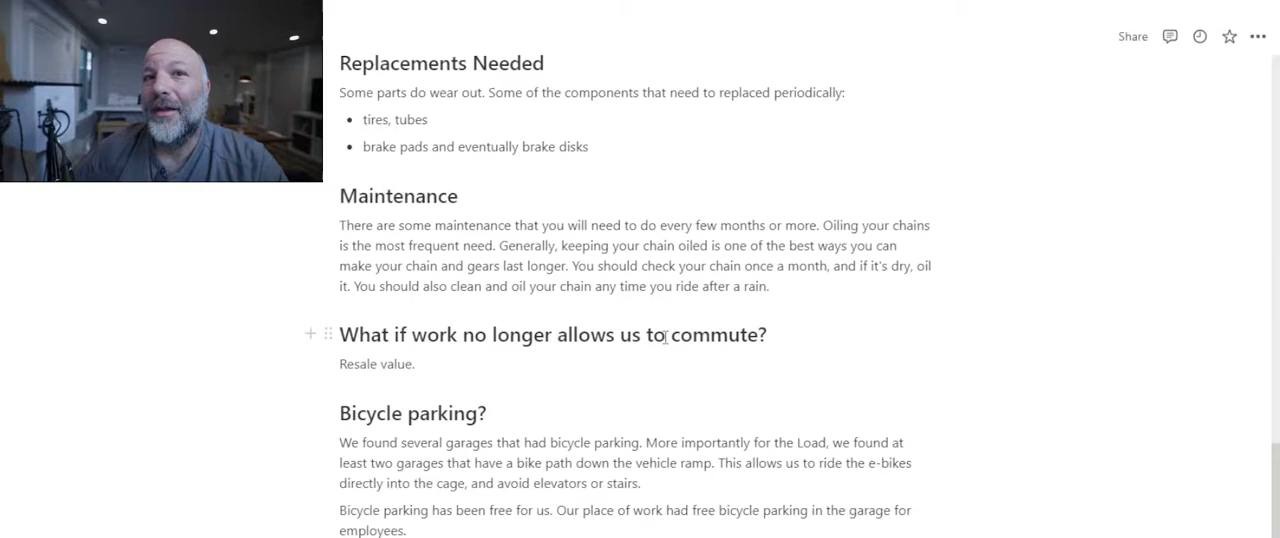 Share
Replacements Needed
Some parts do wear out. Some of the components that need to replaced periodically:
• tires, tubes
• brake pads and eventually brake disks
Maintenance
There are some maintenance that you will need to do every few months or more. Oiling your chains
is the most frequent need. Generally, keeping your chain oiled is one of the best ways you can
make your chain and gears last longer. You should check your chain once a month, and if it's dry, oil
it. You should also clean and oil your chain any time you ride after a rain.
What if work no longer allows us to commute?
Resale value.
Bicycle parking?
We found several garages that had bicycle parking. More importantly for the Load, we found at
least two garages that have a bike path down the vehicle ramp. This allows us to ride the e-bikes
directly into the cage, and avoid elevators or stairs.
Bicycle parking has been free for us. Our place of work had free bicycle parking in the garage for
employees.